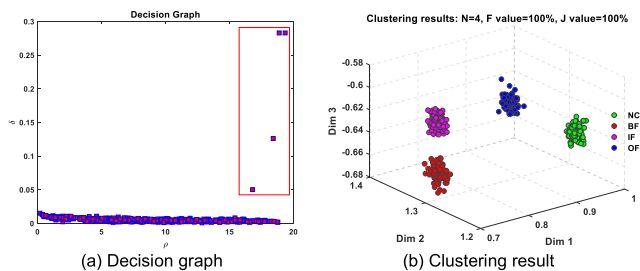 Decision Graph
0.3
0.25
0.2
0.15
0.1
0.05
0
δ
0
5
10
15
20
ρ
(a) Decision graph
Clustering results: N=4, F value=100%, J value=100%
-0.58
-0.6
-0.62
-0.64
-0.66
-0.68
Dim 3
1.4
1.3
1.2
Dim 2
0.7
0.8
0.9
1
Dim 1
NC
BF
IF
OF
(b) Clustering result